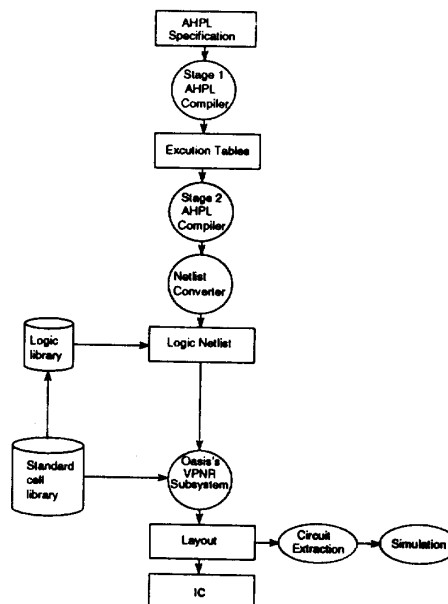 AHPL
Specification
Stage 1
AHPL
Compiler
Excution Tables
Stage 2
AHPL
Compiler
Netlist
Converter
Logic
library
Logic Netlist
Standard
cell
library
Oasis's
VPNR
Subsystem
Layout
Circuit
Extraction
Simulation
IC